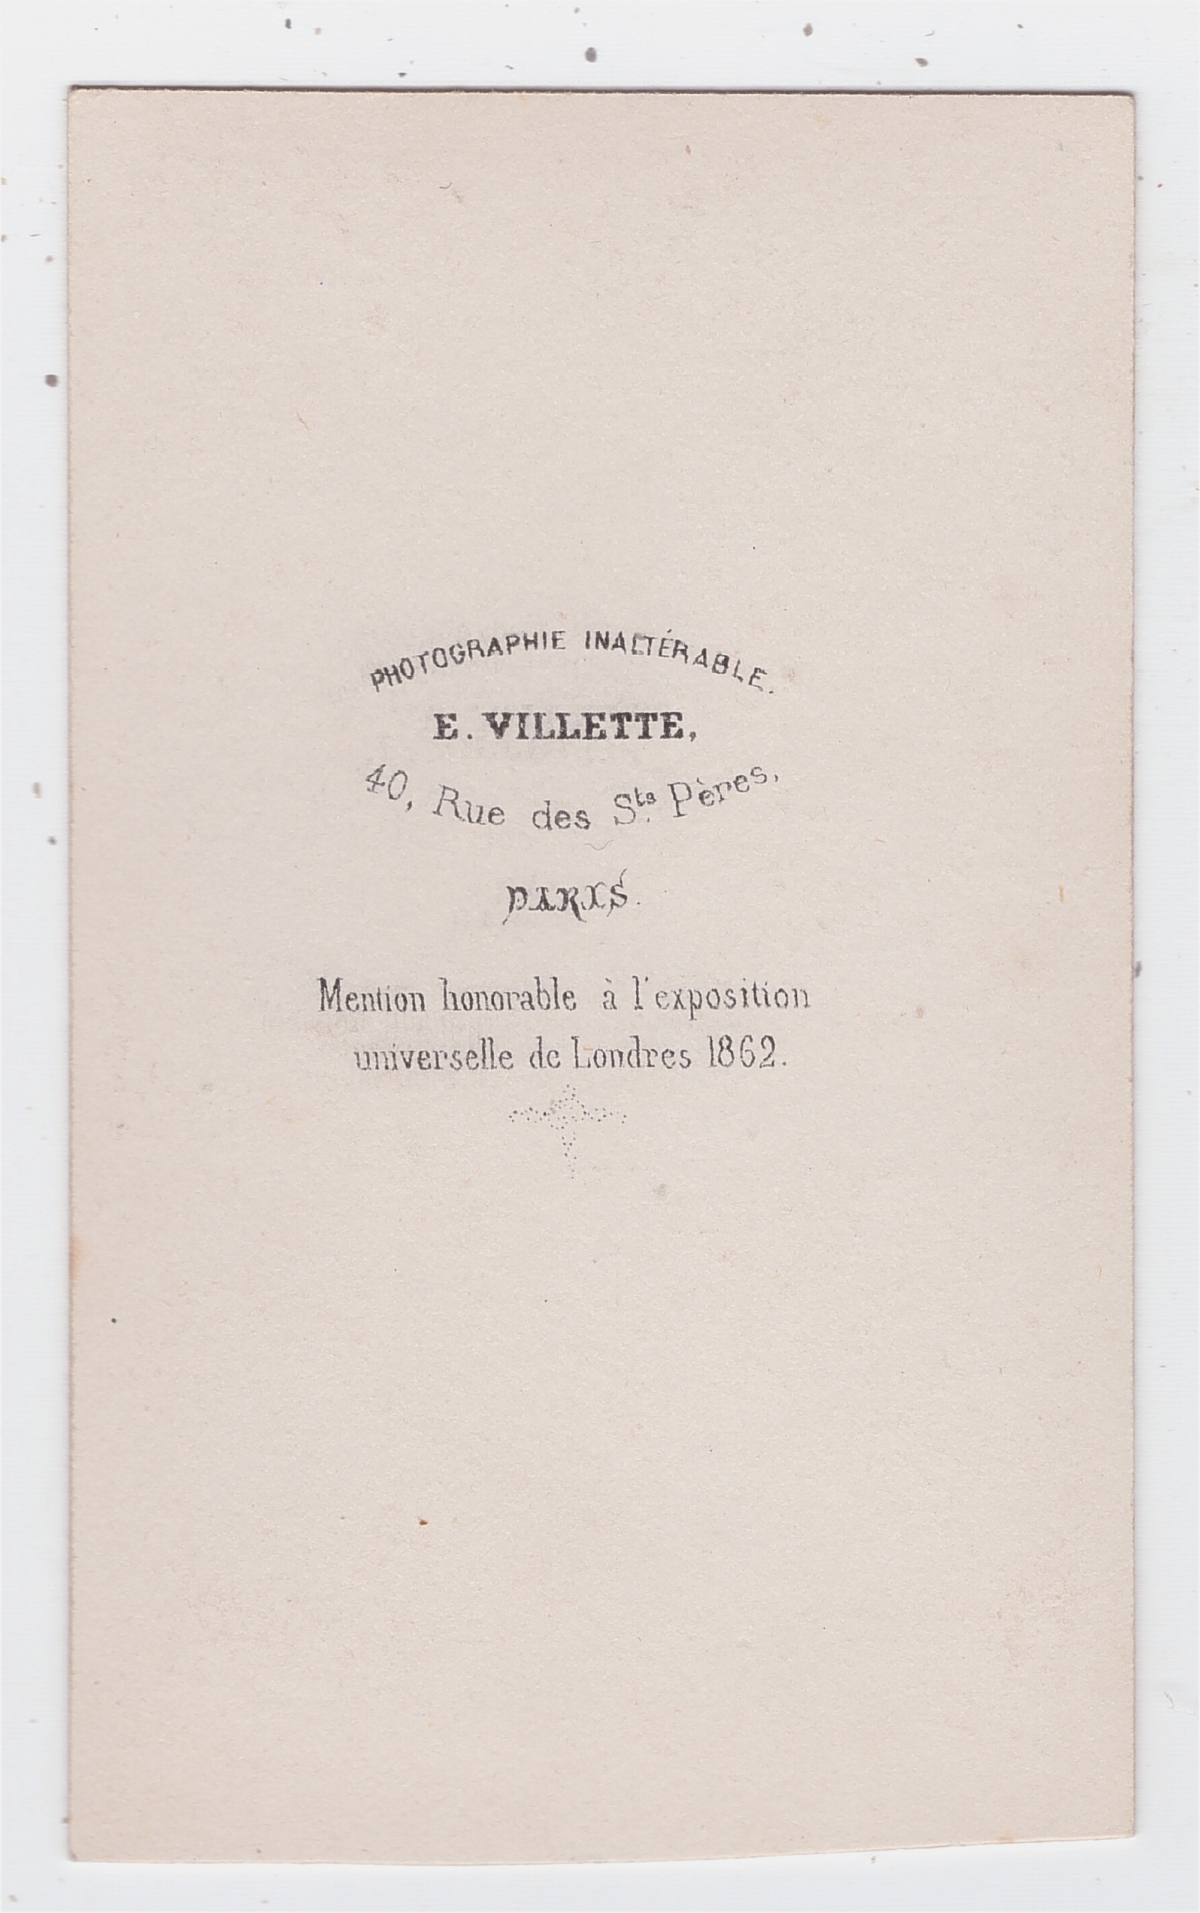 PHOTOGRAPHIE INALTÉRABLE.
E. VILLETTE,
40, Rue des Sts. Pères,
PARIS.
Mention honorable à l'exposition
universelle de Londres 1862.